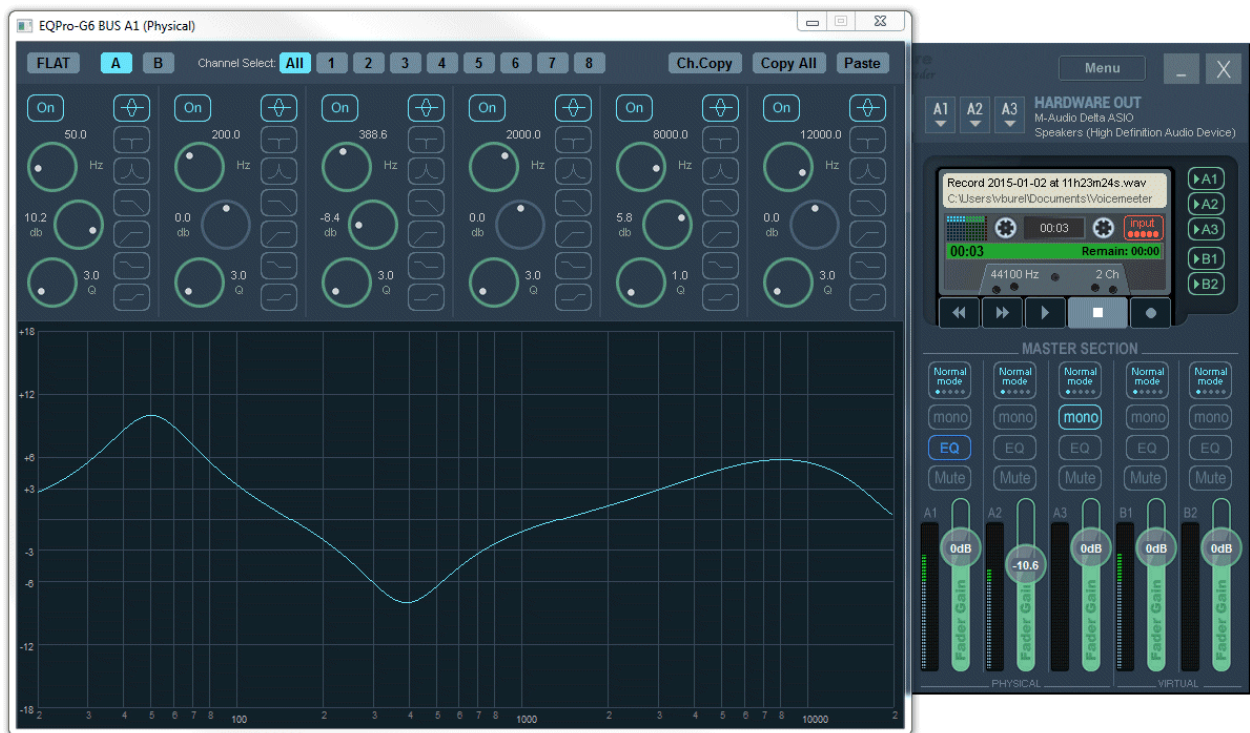 EQPro-G6 BUS A1 (Physical)
FLAT A B Channel Select: All 1 2 3 4 5 6 7 8 Ch.Copy Copy All Paste
On On On On On On
50.0 200.0 388.6 2000.0 8000.0 12000.0
Hz Hz Hz Hz Hz Hz
10.2 0.0 -8.4 0.0 5.8 0.0
db db db db db db
3.0 3.0 3.0 3.0 1.0 3.0
Q Q Q Q Q Q
+18
+12
+6
+3
-3
-6
-12
-18
2 3 4 5 6 7 8 100 2 3 4 5 6 7 8 1000 2 3 4 5 6 7 8 10000 2
Menu
A1 A2 A3
HARDWARE OUT
M-Audio Delta ASIO
Speakers (High Definition Audio Device)
Record 2015-01-02 at 11h23m24s.wav
C:\Users\vburel\Documents\Voicemeeter
00:03 input
00:03 Remain: 00:00
44100 Hz 2 Ch
A1
A2
A3
B1
B2
MASTER SECTION
Normal mode Normal mode Normal mode Normal mode Normal mode
mono mono mono mono mono
EQ EQ EQ EQ EQ
Mute Mute Mute Mute Mute
A1 A2 A3 B1 B2
0dB -10.6 0dB 0dB 0dB
Fader Gain Fader Gain Fader Gain Fader Gain Fader Gain
PHYSICAL VIRTUAL